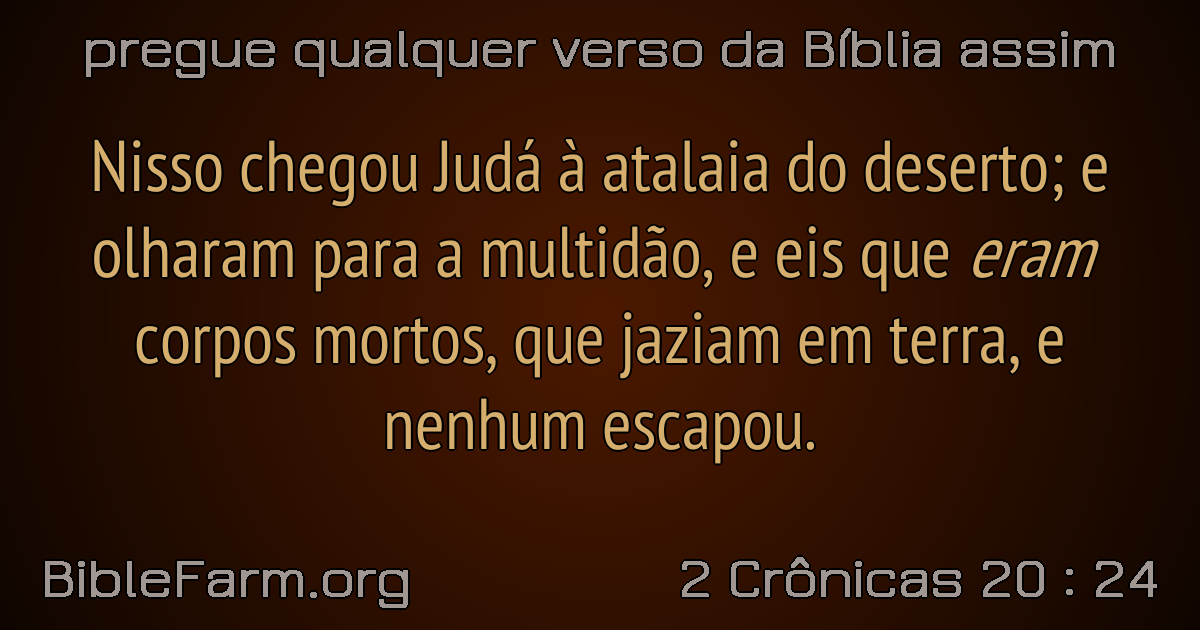 pregue qualquer verso da Bíblia assim
Nisso chegou Judá à atalaia do deserto; e
olharam para a multidão, e eis que eram
corpos mortos, que jaziam em terra, e
nenhum escapou.
BibleFarm.org
2 Crônicas 20 : 24